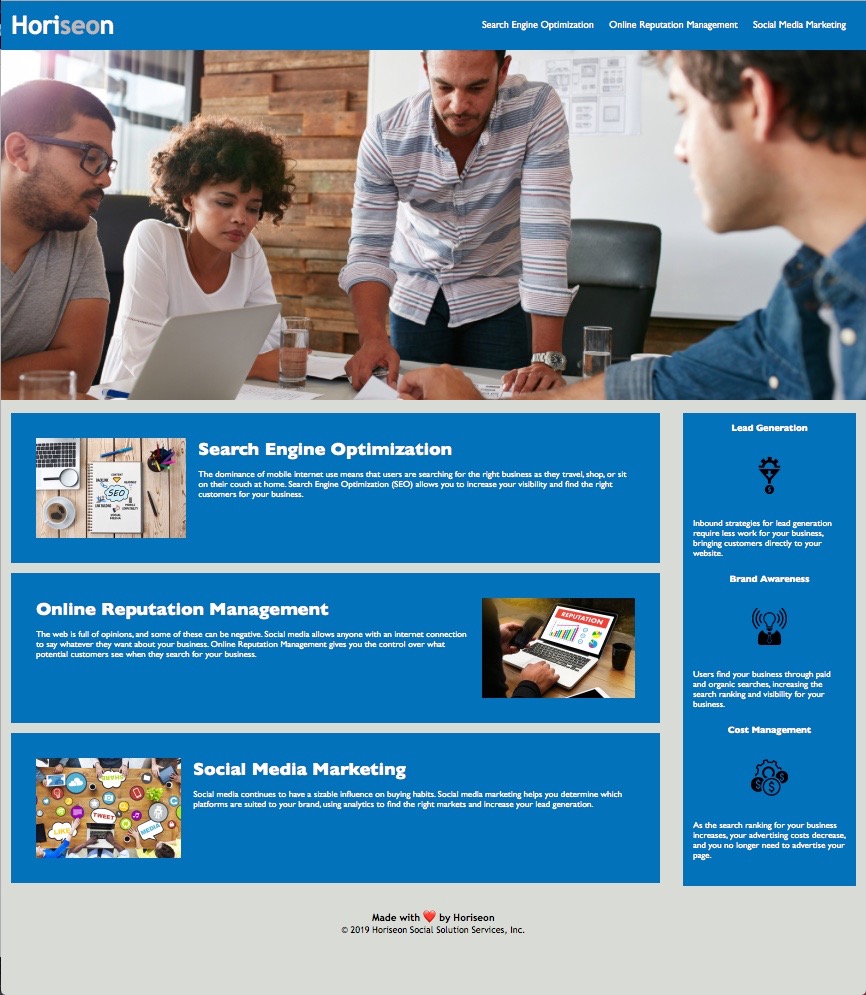 Horiseon
Search Engine Optimization Online Reputation Management Social Media Marketing
Search Engine Optimization
The dominance of mobile internet use means that users are searching for the right business as they travel, shop, or sit
on their couch at home. Search Engine Optimization (SEO) allows you to increase your visibility and find the right
customers for your business.
SEO
Online Reputation Management
The web is full of opinions, and some of these can be negative. Social media allows anyone with an internet connection
to say whatever they want about your business. Online Reputation Management gives you the control over what
potential customers see when they search for your business.
REPUTATION
Social Media Marketing
Social media continues to have a sizable influence on buying habits. Social media marketing helps you determine which
platforms are suited to your brand, using analytics to find the right markets and increase your lead generation.
SHARE
TWEET
LIKE
MEDIA
Lead Generation
Inbound strategies for lead generation
require less work for your business,
bringing customers directly to your
website.
Brand Awareness
Users find your business through paid
and organic searches, increasing the
search ranking and visibility for your
business.
Cost Management
As the search ranking for your business
increases, your advertising costs decrease,
and you no longer need to advertise your
page.
Made with ❤️ by Horiseon
© 2019 Horiseon Social Solution Services, Inc.